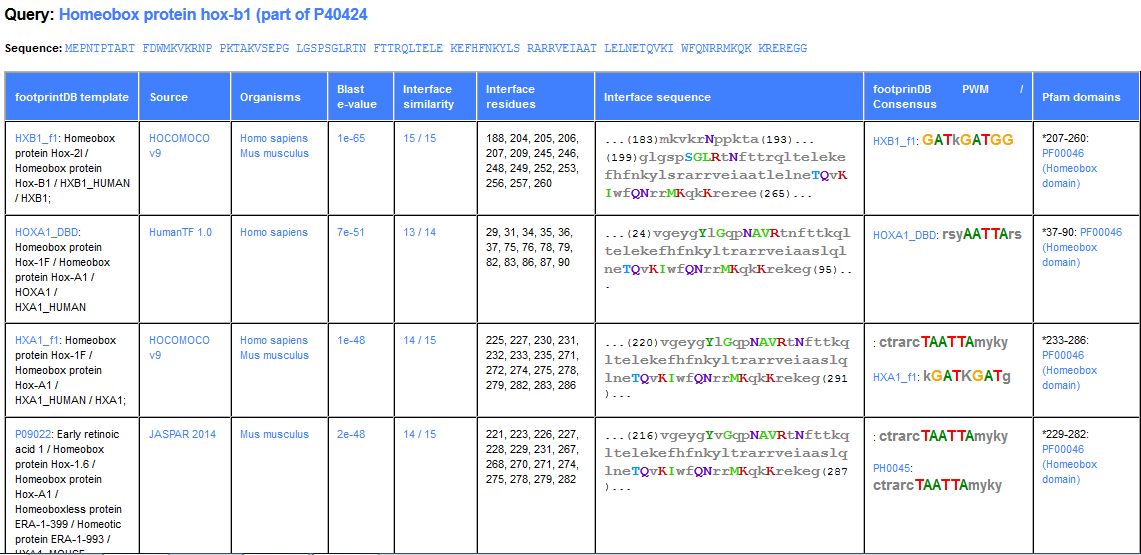 Query: Homeobox protein hox-b1 (part of P40424
Sequence: MEPNTPTART FDWMKVKRNP PKTAKVSEPG LGSPSGLRTN FTTRQLTELE KEFHFNKYLS RARRVEIAAT LELNETQVKI WFQNRRMKQK KREREGG
footprintDB template
Source
Organisms
Blast
e-value
Interface
similarity
Interface
residues
Interface sequence
footprinDB PWM /
Consensus
Pfam domains
HXB1_f1: Homeobox
protein Hox-2I /
Homeobox protein
Hox-B1 / HXB1_HUMAN
/ HXB1;
HOCOMOCO
v9
Homo sapiens
Mus musculus
1e-65
15 / 15
188, 204, 205, 206,
207, 209, 245, 246,
248, 249, 252, 253,
256, 257, 260
...(183)mkvkrNppkta(193)...
(199)glgspSGLRtNfttrqlteleke
fhfnkylsrarrveiaatlelneTQvK
IwfQNrrMKqkKreree(265)...
HXB1_f1: GATkGATGG
*207-260:
PF00046
(Homeobox
domain)
HOXA1_DBD:
Homeobox protein
Hox-1F / Homeobox
protein Hox-A1 /
HOXA1 /
HXA1_HUMAN
HumanTF 1.0
Homo sapiens
7e-51
13 / 14
29, 31, 34, 35, 36,
37, 75, 76, 78, 79,
82, 83, 86, 87, 90
...(24)vgeygYlGqpNAVRtnfttkql
telekefhfnkyltrarrveiaaslql
neTQvKIwfQNrrMKqkKrekeg(95)..
.
HOXA1_DBD: rsyAATTArs
*37-90: PF00046
(Homeobox domain)
HXA1_f1: Homeobox
protein Hox-1F /
Homeobox protein
Hox-A1 /
HXA1_HUMAN / HXA1;
HOCOMOCO
v9
Homo sapiens
Mus musculus
1e-48
14 / 15
225, 227, 230, 231,
232, 233, 235, 271,
272, 274, 275, 278,
279, 282, 283, 286
...(220)vgeygYlGqpNAVRtNfttkq
ltelekefhfnkyltrarrveiaaslq
lneTQvKIwfQNrrMKqkKrekeg(291
)...
: ctrarcTAATTAmyky
HXA1_f1: kGATKGATg
*233-286:
PF00046
(Homeobox
domain)
P09022: Early retinoic
acid 1 / Homeobox
protein Hox-1.6 /
Homeobox protein
Hox-A1 /
Homeoboxless protein
ERA-1-399 / Homeotic
protein ERA-1-993 /
HXA1_MOUSE
JASPAR 2014
Mus musculus
2e-48
14 / 15
221, 223, 226, 227,
228, 229, 231, 267,
268, 270, 271, 274,
275, 278, 279, 282
...(216)vgeygYvGqpNAVRtNfttkq
ltelekefhfnkyltrarrveiaaslq
lneTQvKIwfQNrrMKqkKrekeg(287
)...
: ctrarcTAATTAmyky
PH0045:
ctrarcTAATTAmyky
*229-282:
PF00046
(Homeobox
domain)